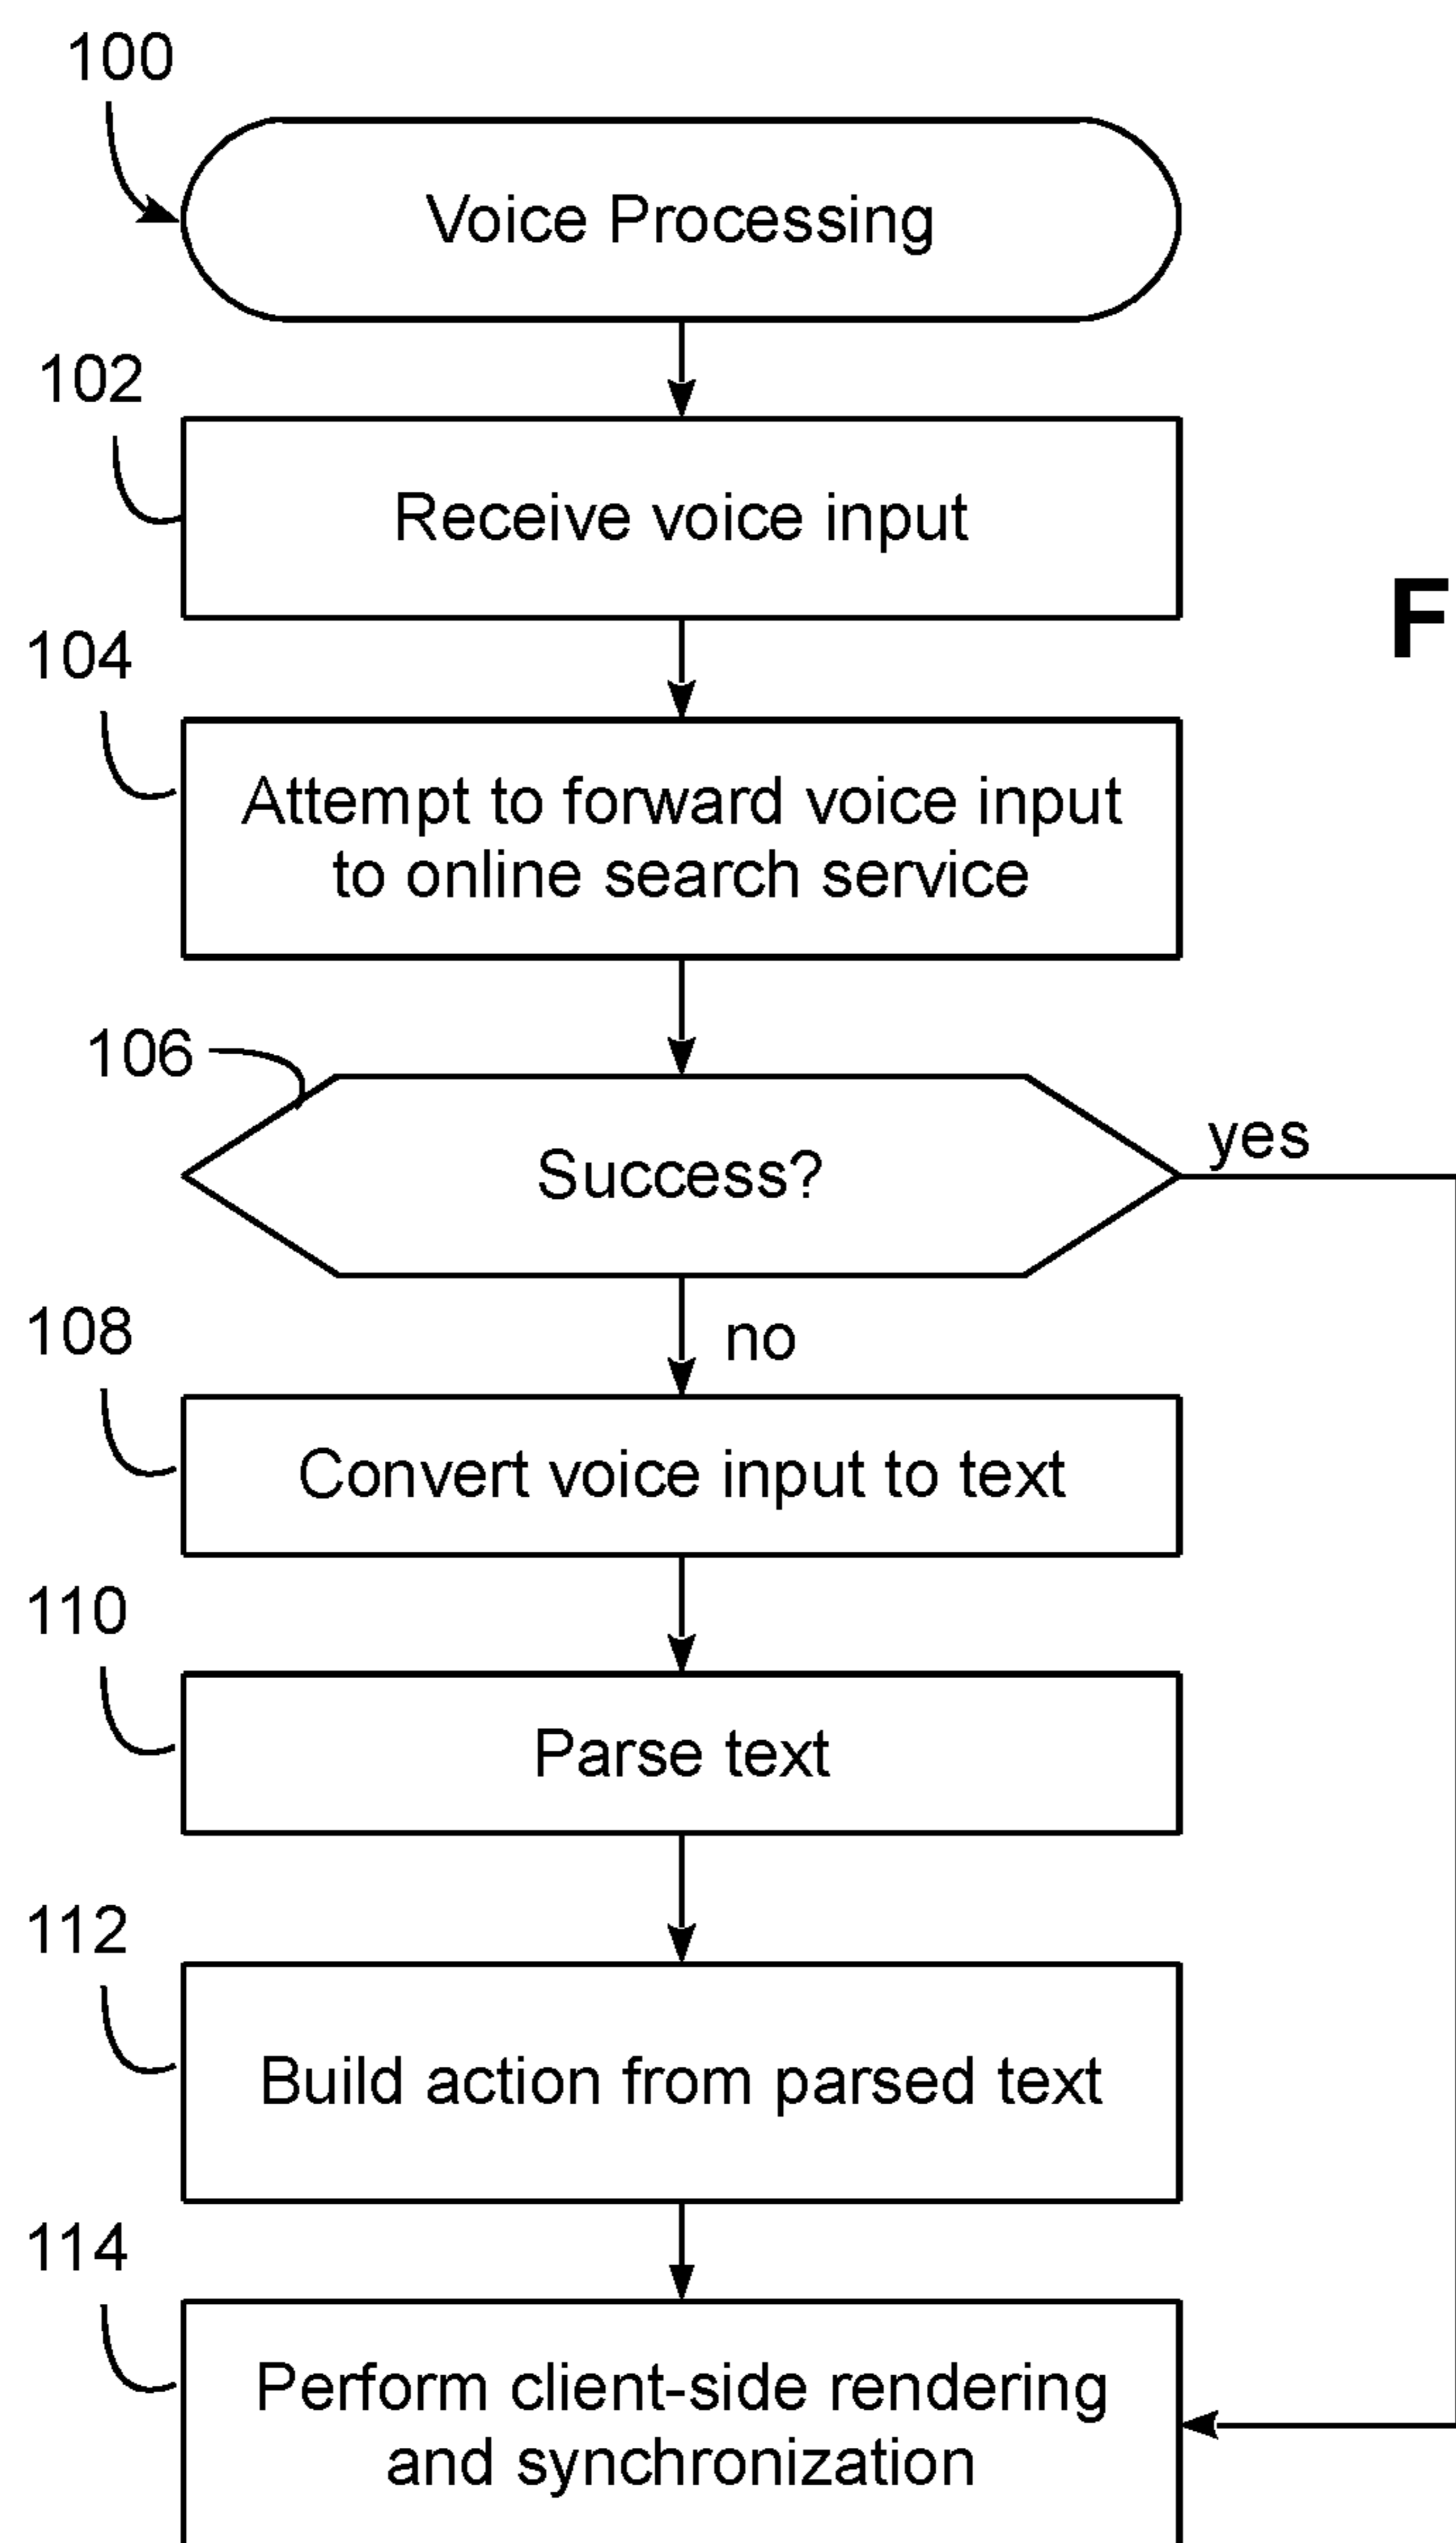 100
Voice Processing
102
Receive voice input
F
104
Attempt to forward voice input
to online search service
106
Success?
yes
no
108
Convert voice input to text
110
Parse text
112
Build action from parsed text
114
Perform client-side rendering
and synchronization